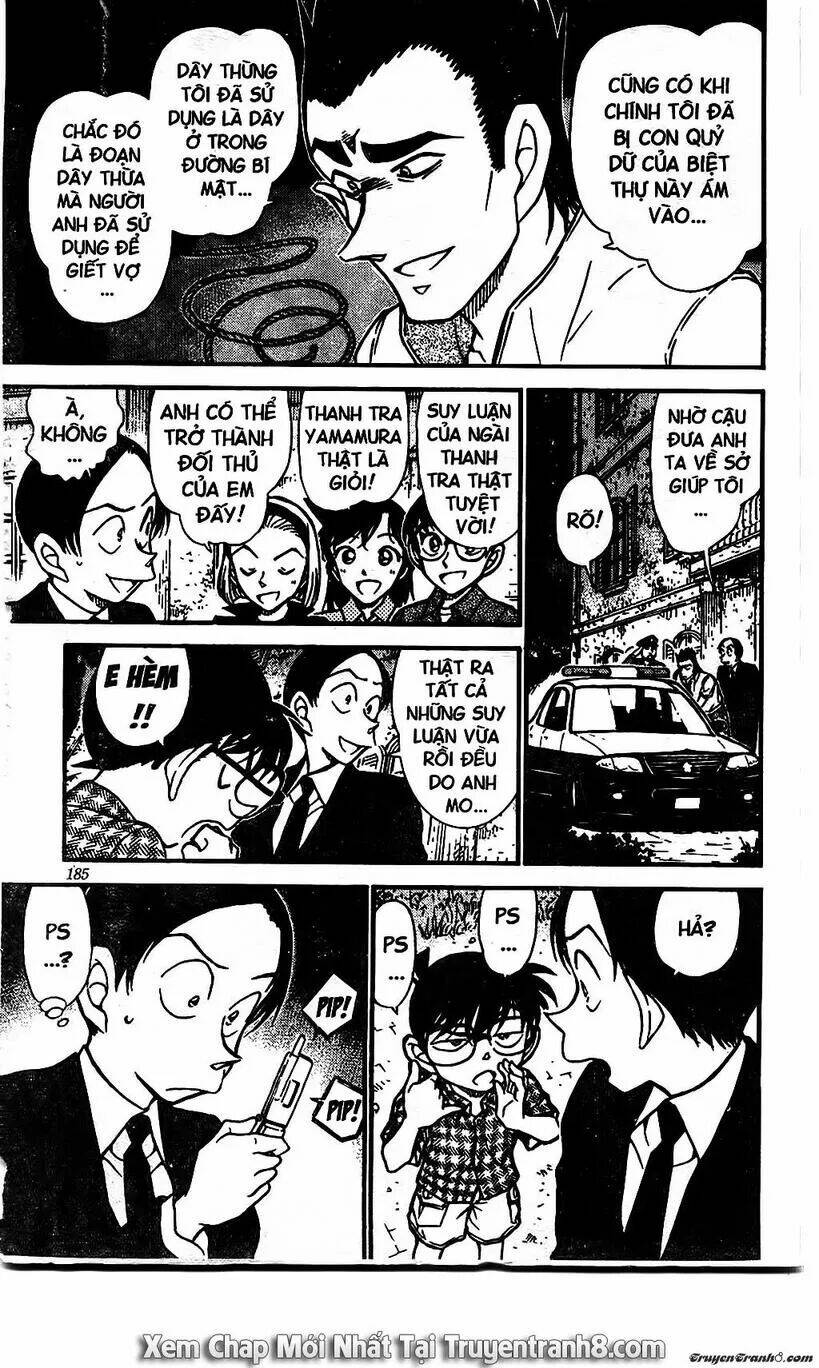 CŨNG CÓ KHI
CHÍNH TÔI ĐÃ
BỊ CON QUỶ
DỮ CỦA BIỆT
THỰ NÀY ÁM
VÀO...
DÂY THỪNG
TÔI ĐÃ SỬ
DỤNG LÀ DÂY
Ở TRONG
ĐƯỜNG BÍ
MẬT...
CHẮC ĐÓ
LÀ ĐOẠN
DÂY THỪA
MÀ NGƯỜI
ANH ĐÃ SỬ
DỤNG ĐỂ
GIẾT VỢ
...
NHỜ CẬU
ĐƯA ANH
TA VỀ SỞ
GIÚP TÔI
...
RÕ!
SUY LUẬN
CỦA NGÀI
THANH
TRA THẬT
TUYỆT
VỜI!
THANH TRA
YAMAMURA
THẬT LÀ
GIỎI!
ANH CÓ THỂ
TRỞ THÀNH
ĐỐI THỦ
CỦA EM
ĐẤY!
À,
KHÔNG
...
THẬT RA
TẤT CẢ
NHỮNG SUY
LUẬN VỪA
RỒI ĐỀU
DO ANH
MO...
E HÈM
!!
185
HẢ?
PS
...
PS
...
PS
...?
PIP!
PIP!
Xem Chap Mới Nhất Tại Truyentranh8.com
TruyenTranh8.com